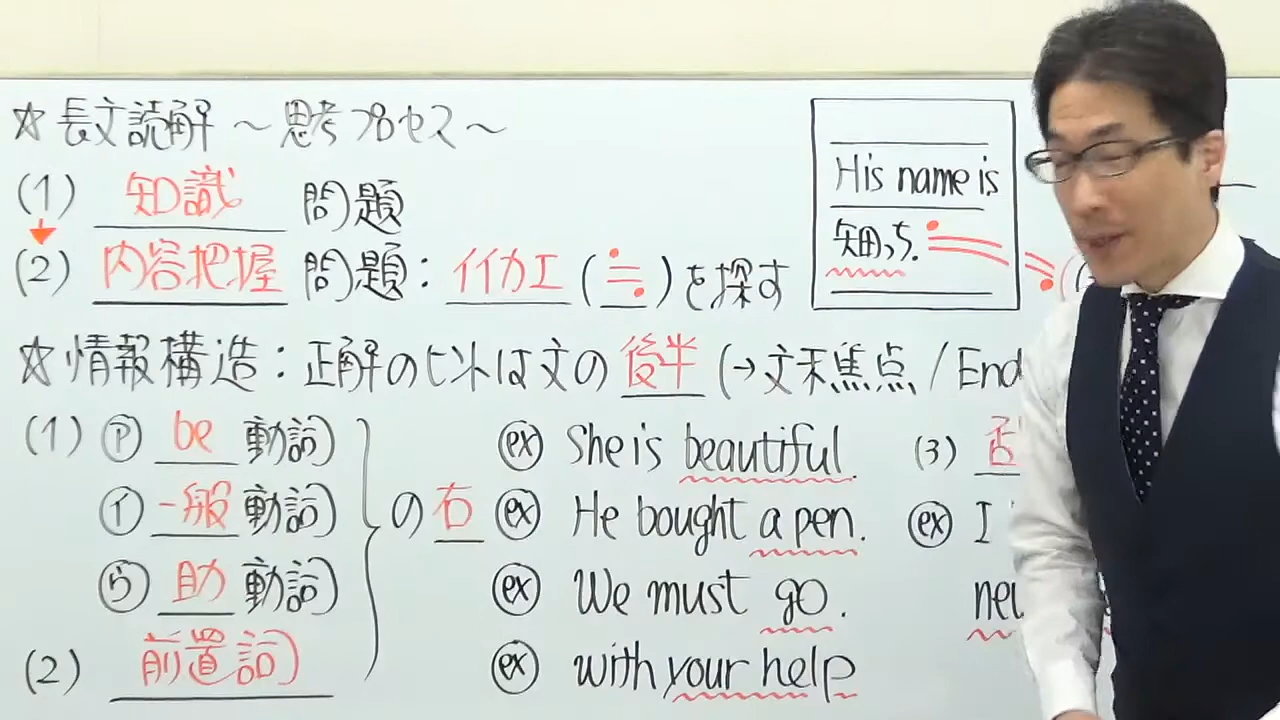 ☆長文読解～思考プロセス～
(1) 知識 問題
(2) 内容把握 問題：イイカエ(≒)を探す
His name is
知っち.
≒(
☆情報構造：正解のヒントは文の後半(→文末焦点/End
(1) ㋐ be 動詞
㋑ 一般 動詞
㋒ 助 動詞
の右
(2) 前置詞
ex She is beautiful.
ex He bought a pen.
ex We must go.
ex with your help
(3) 否
ex I